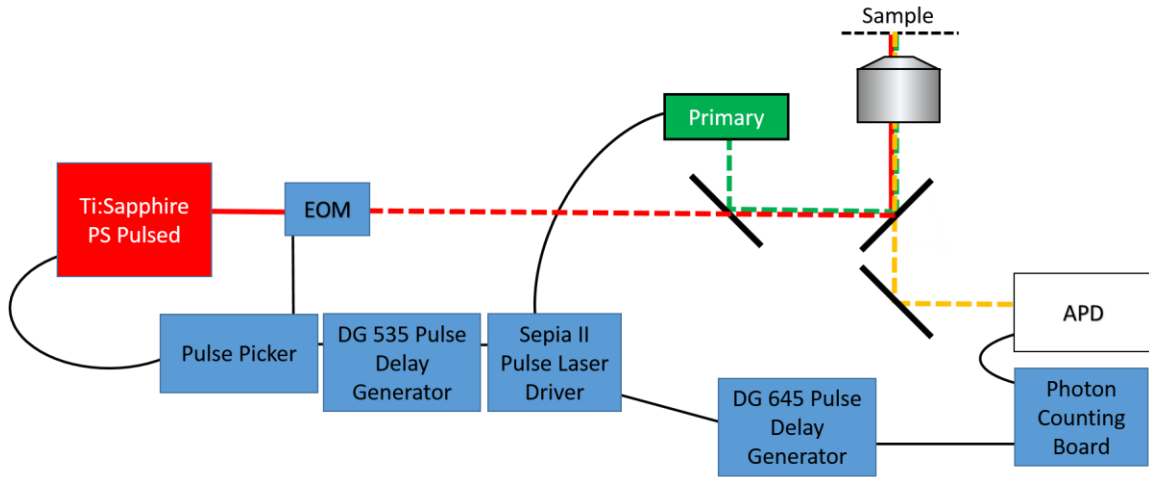 Sample
Primary
Ti:Sapphire
PS Pulsed
EOM
APD
Pulse Picker
DG 535 Pulse
Delay
Generator
Sepia II
Pulse Laser
Driver
DG 645 Pulse
Delay
Generator
Photon
Counting
Board